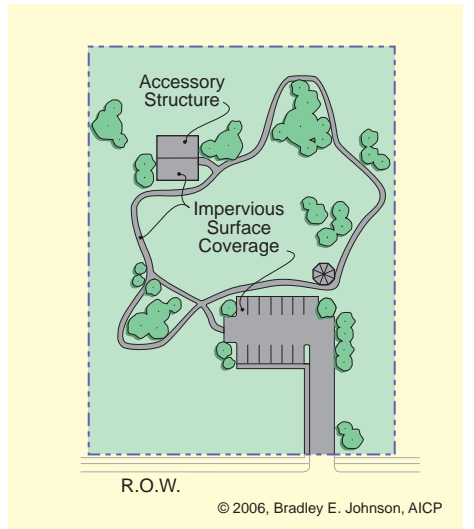 Accessory
Structure
Impervious
Surface
Coverage
R.O.W.
© 2006, Bradley E. Johnson, AICP